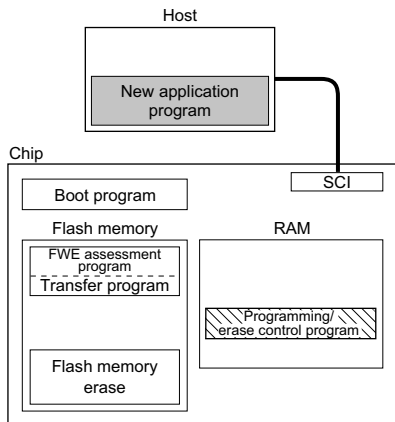 Host
New application
program
Chip
SCI
Boot program
Flash memory
RAM
FWE assessment
program
Transfer program
Programming/
erase control program
Flash memory
erase